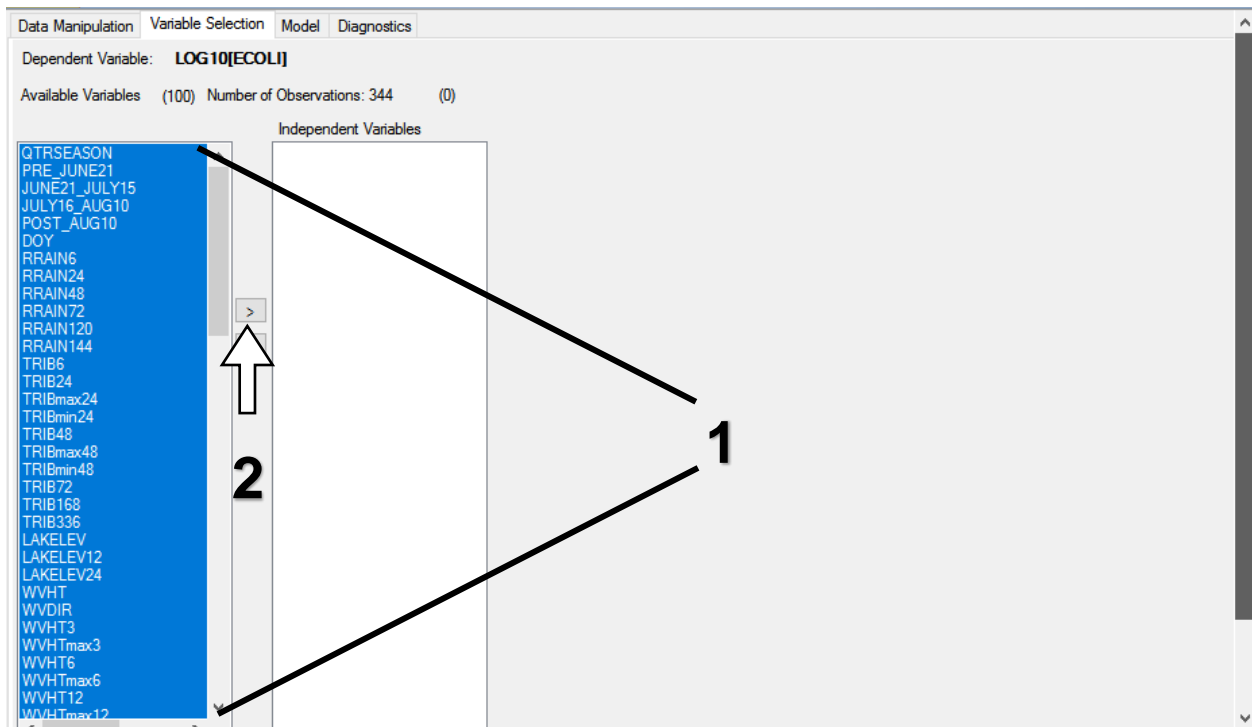 Data Manipulation Variable Selection Model Diagnostics
Dependent Variable: LOG10[ECOLI]
Available Variables (100) Number of Observations: 344 (0)
Independent Variables
QTRSEASON
PRE_JUNE21
JUNE21_JULY15
JULY16_AUG10
POST_AUG10
DOY
RRAIN6
RRAIN24
RRAIN48
RRAIN72
RRAIN120
RRAIN144
TRIB6
TRIB24
TRIBmax24
TRIBmin24
TRIB48
TRIBmax48
TRIBmin48
TRIB72
TRIB168
TRIB336
LAKELEV
LAKELEV12
LAKELEV24
WVHT
WVDIR
WVHT3
WVHTmax3
WVHT6
WVHTmax6
WVHT12
WVHTmax12
>
2
1